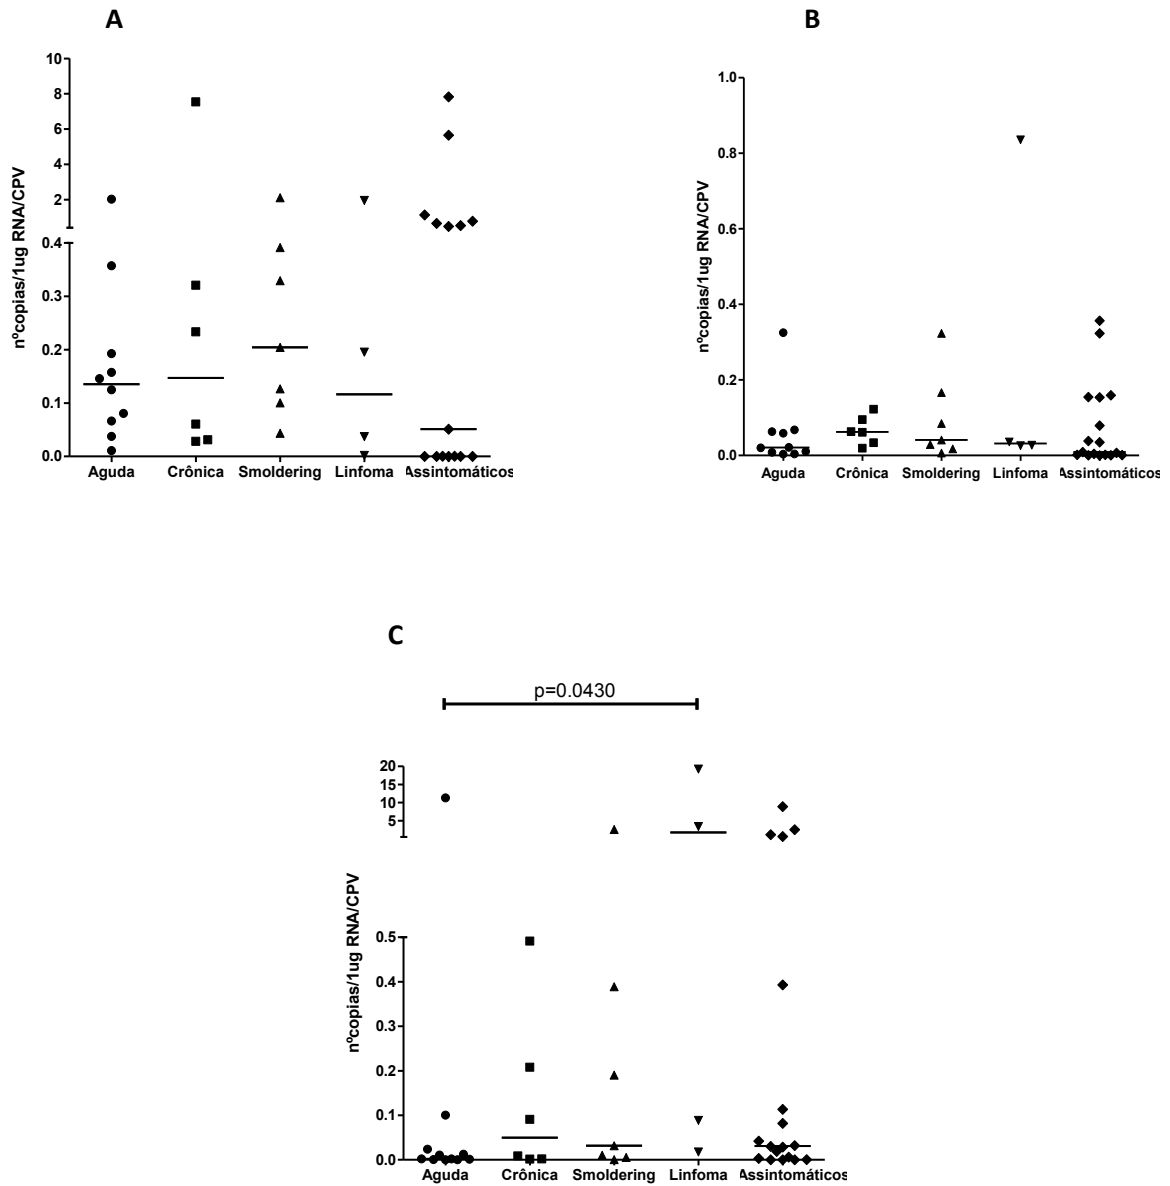 A
B
10
8
6
4
2
0.4
0.3
0.2
0.1
0.0
nºcopias/1ug RNA/CPV
Aguda Crônica Smoldering Linfoma Assintomáticos
1.0
0.8
0.6
0.4
0.2
0.0
nºcopias/1ug RNA/CPV
Aguda Crônica Smoldering Linfoma Assintomáticos
C
p=0.0430
20
15
10
5
0.5
0.4
0.3
0.2
0.1
0.0
nºcopias/1ug RNA/CPV
Aguda Crônica Smoldering Linfoma Assintomáticos